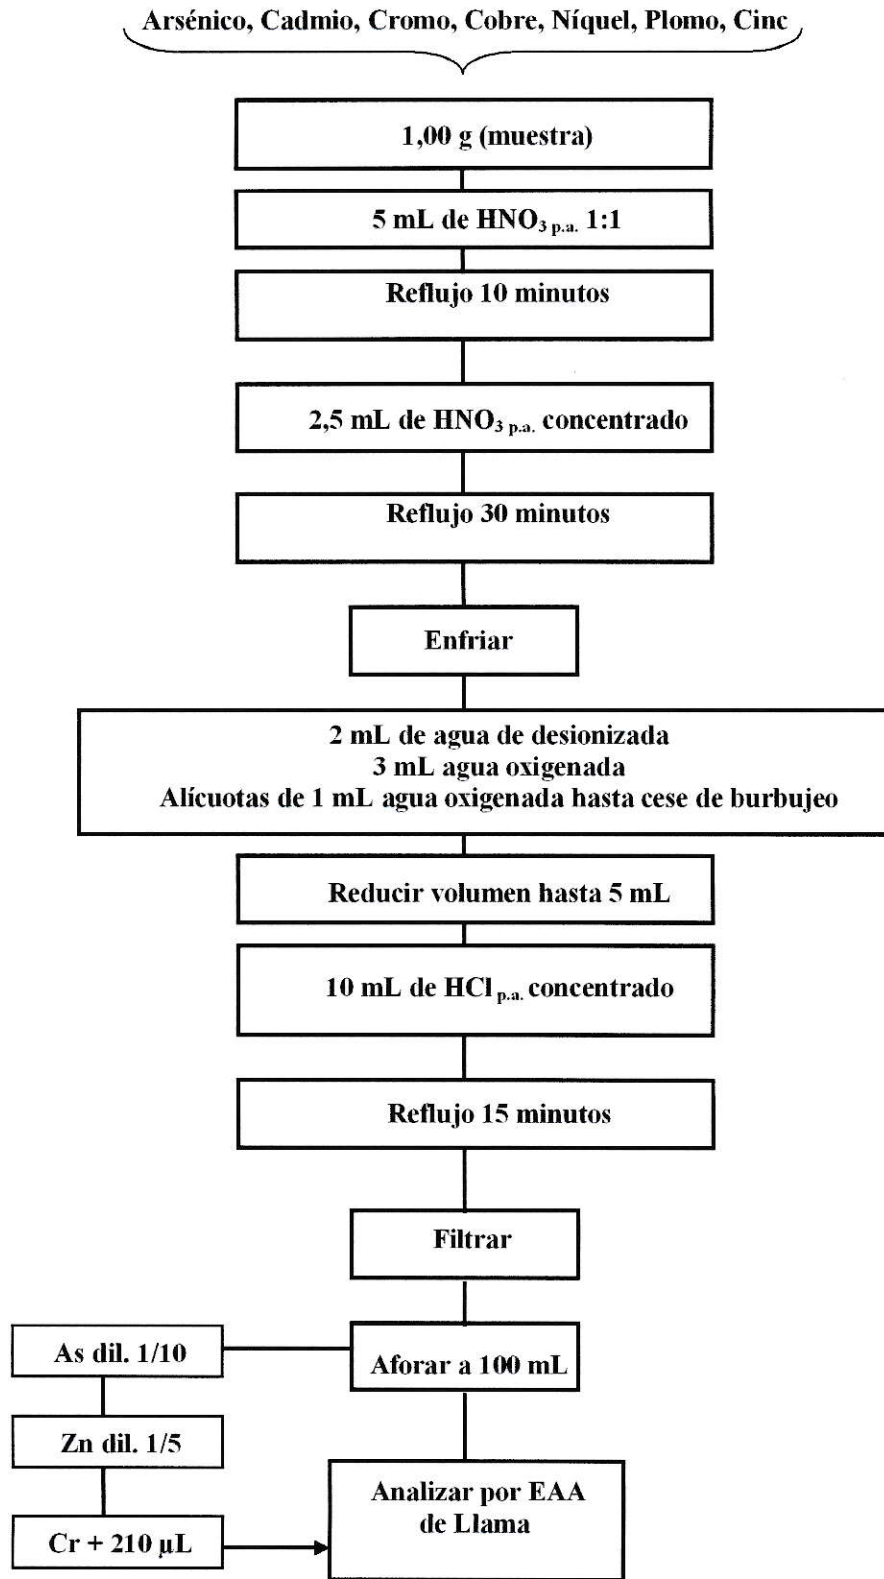 Arsénico, Cadmio, Cromo, Cobre, Níquel, Plomo, Cinc
1,00 g (muestra)
5 mL de HNO₃ p.a. 1:1
Reflujo 10 minutos
2,5 mL de HNO₃ p.a. concentrado
Reflujo 30 minutos
Enfriar
2 mL de agua de desionizada
3 mL agua oxigenada
Alícuotas de 1 mL agua oxigenada hasta cese de burbujeo
Reducir volumen hasta 5 mL
10 mL de HCl p.a. concentrado
Reflujo 15 minutos
Filtrar
Aforar a 100 mL
As dil. 1/10
Zn dil. 1/5
Cr + 210 µL
Analizar por EAA
de Llama